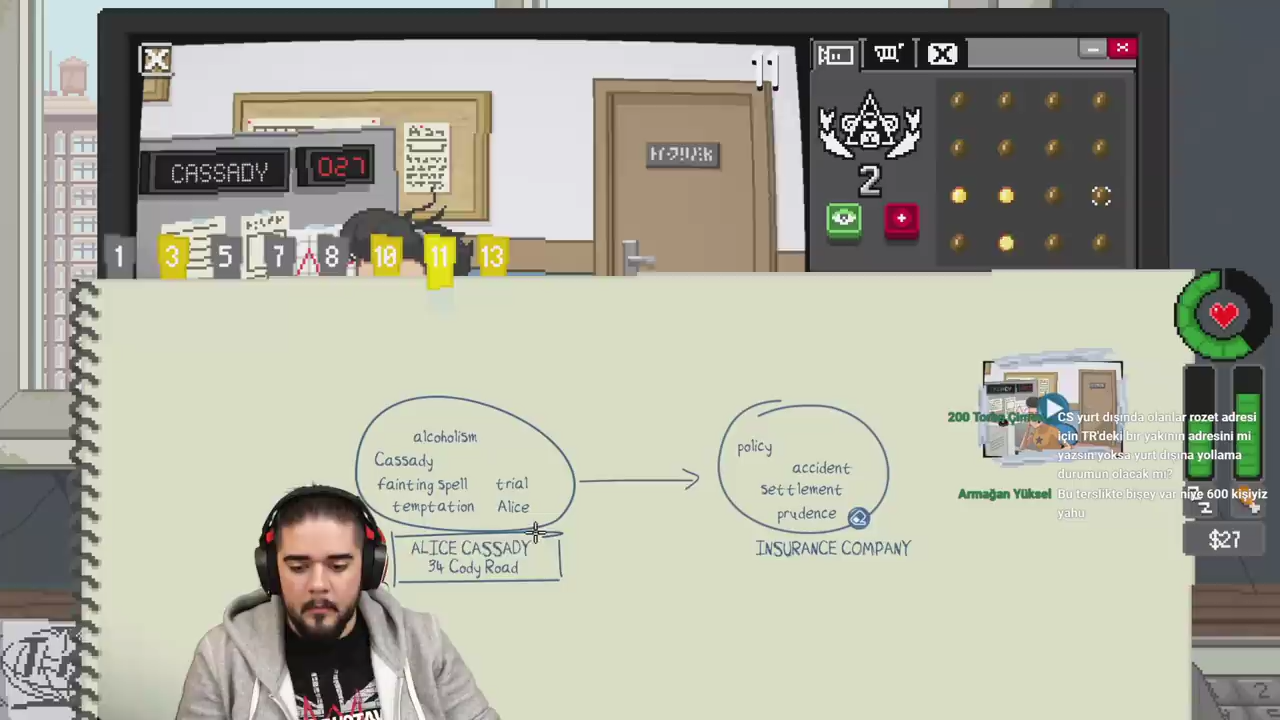 CASSADY
027
2
1
3
5
7
8
10
11
13
alcoholism
policy
Cassady
accident
fainting spell
trial
settlement
temptation
Alice
prudence
ALICE CASSADY
34 Cody Road
INSURANCE COMPANY
CS yurt dışında olanlar rozet adresi
için TR'deki bir yakının adresini mi
yazsın yoksa yurt dışına yollama
durumun olacak mı?
Armağan Yüksel Bu terslikte bişey var niye 600 kişiyiz
yahu
$27